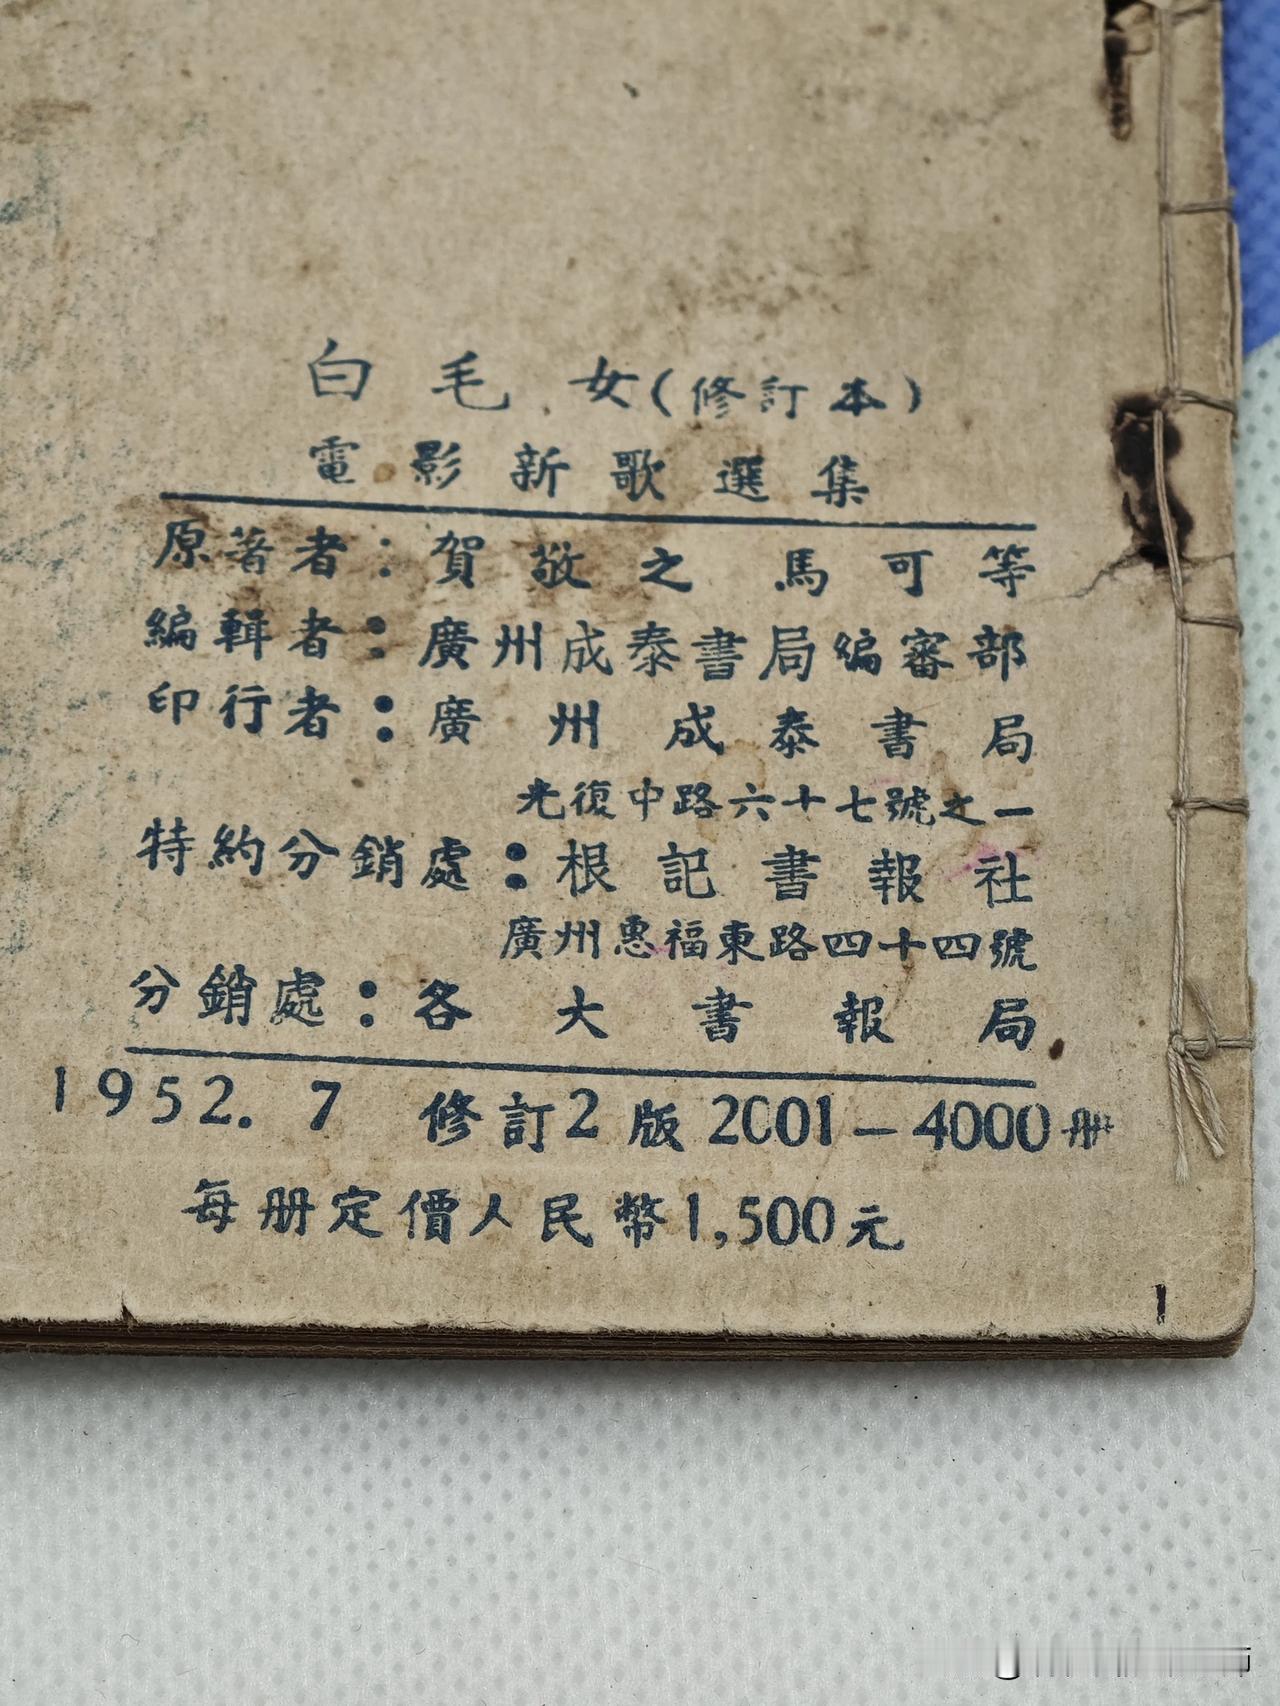 白毛女(修訂本)
電影新歌選集
原著者：賀敬之 馬可等
編輯者：廣州成泰書局編審部
印行者：廣州成泰書局
光復中路六十七號之一
特約分銷處：根記書報社
廣州惠福東路四十四號
分銷處：各大書報局
1952.7 修訂2版 2001-4000册
每册定價人民幣1,500元